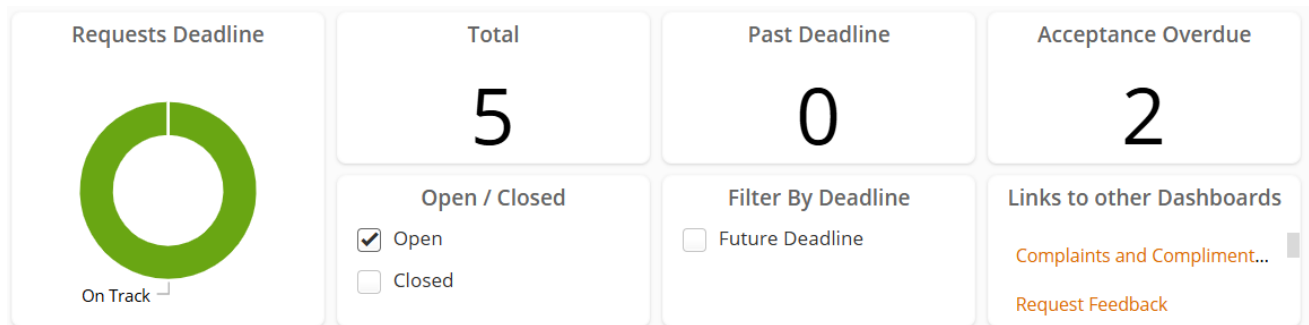 Requests Deadline
On Track
Total
5
Past Deadline
0
Acceptance Overdue
2
Open / Closed
Open
Closed
Filter By Deadline
Future Deadline
Links to other Dashboards
Complaints and Compliment...
Request Feedback